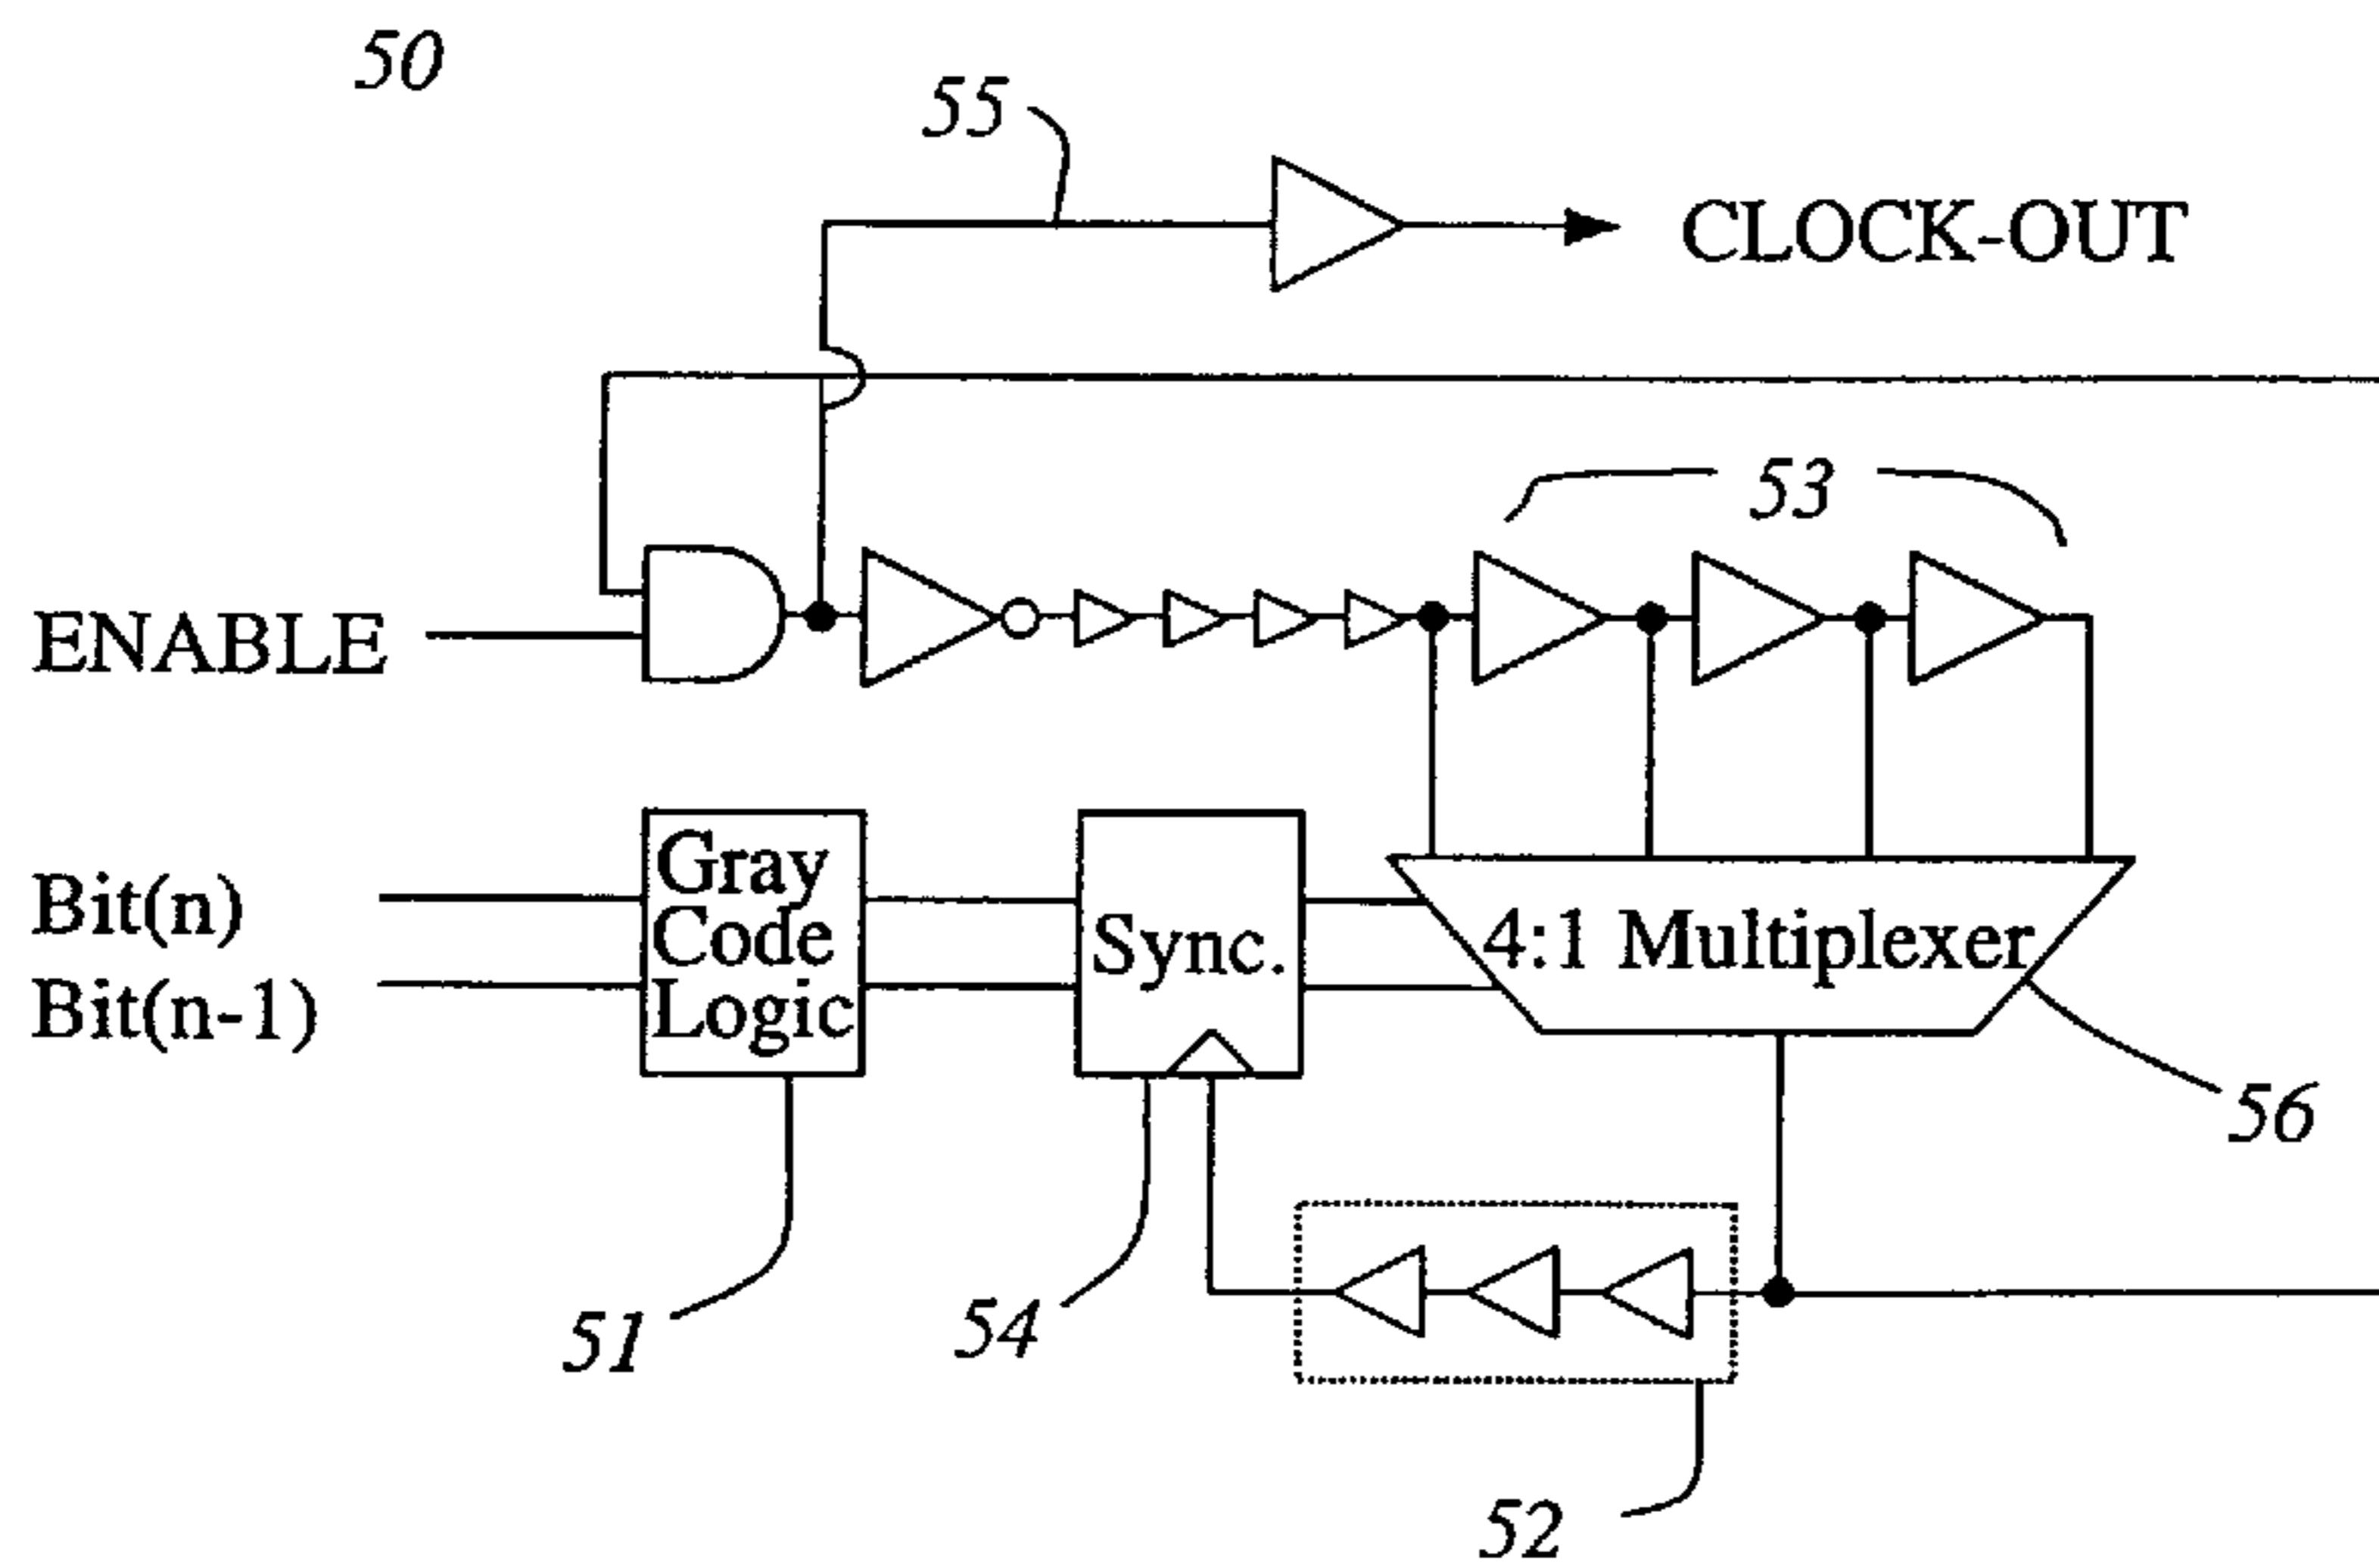 50
55
CLOCK-OUT
53
ENABLE
Gray
Code
Logic
Bit(n)
Bit(n-1)
Sync.
4:1 Multiplexer
56
51
54
52